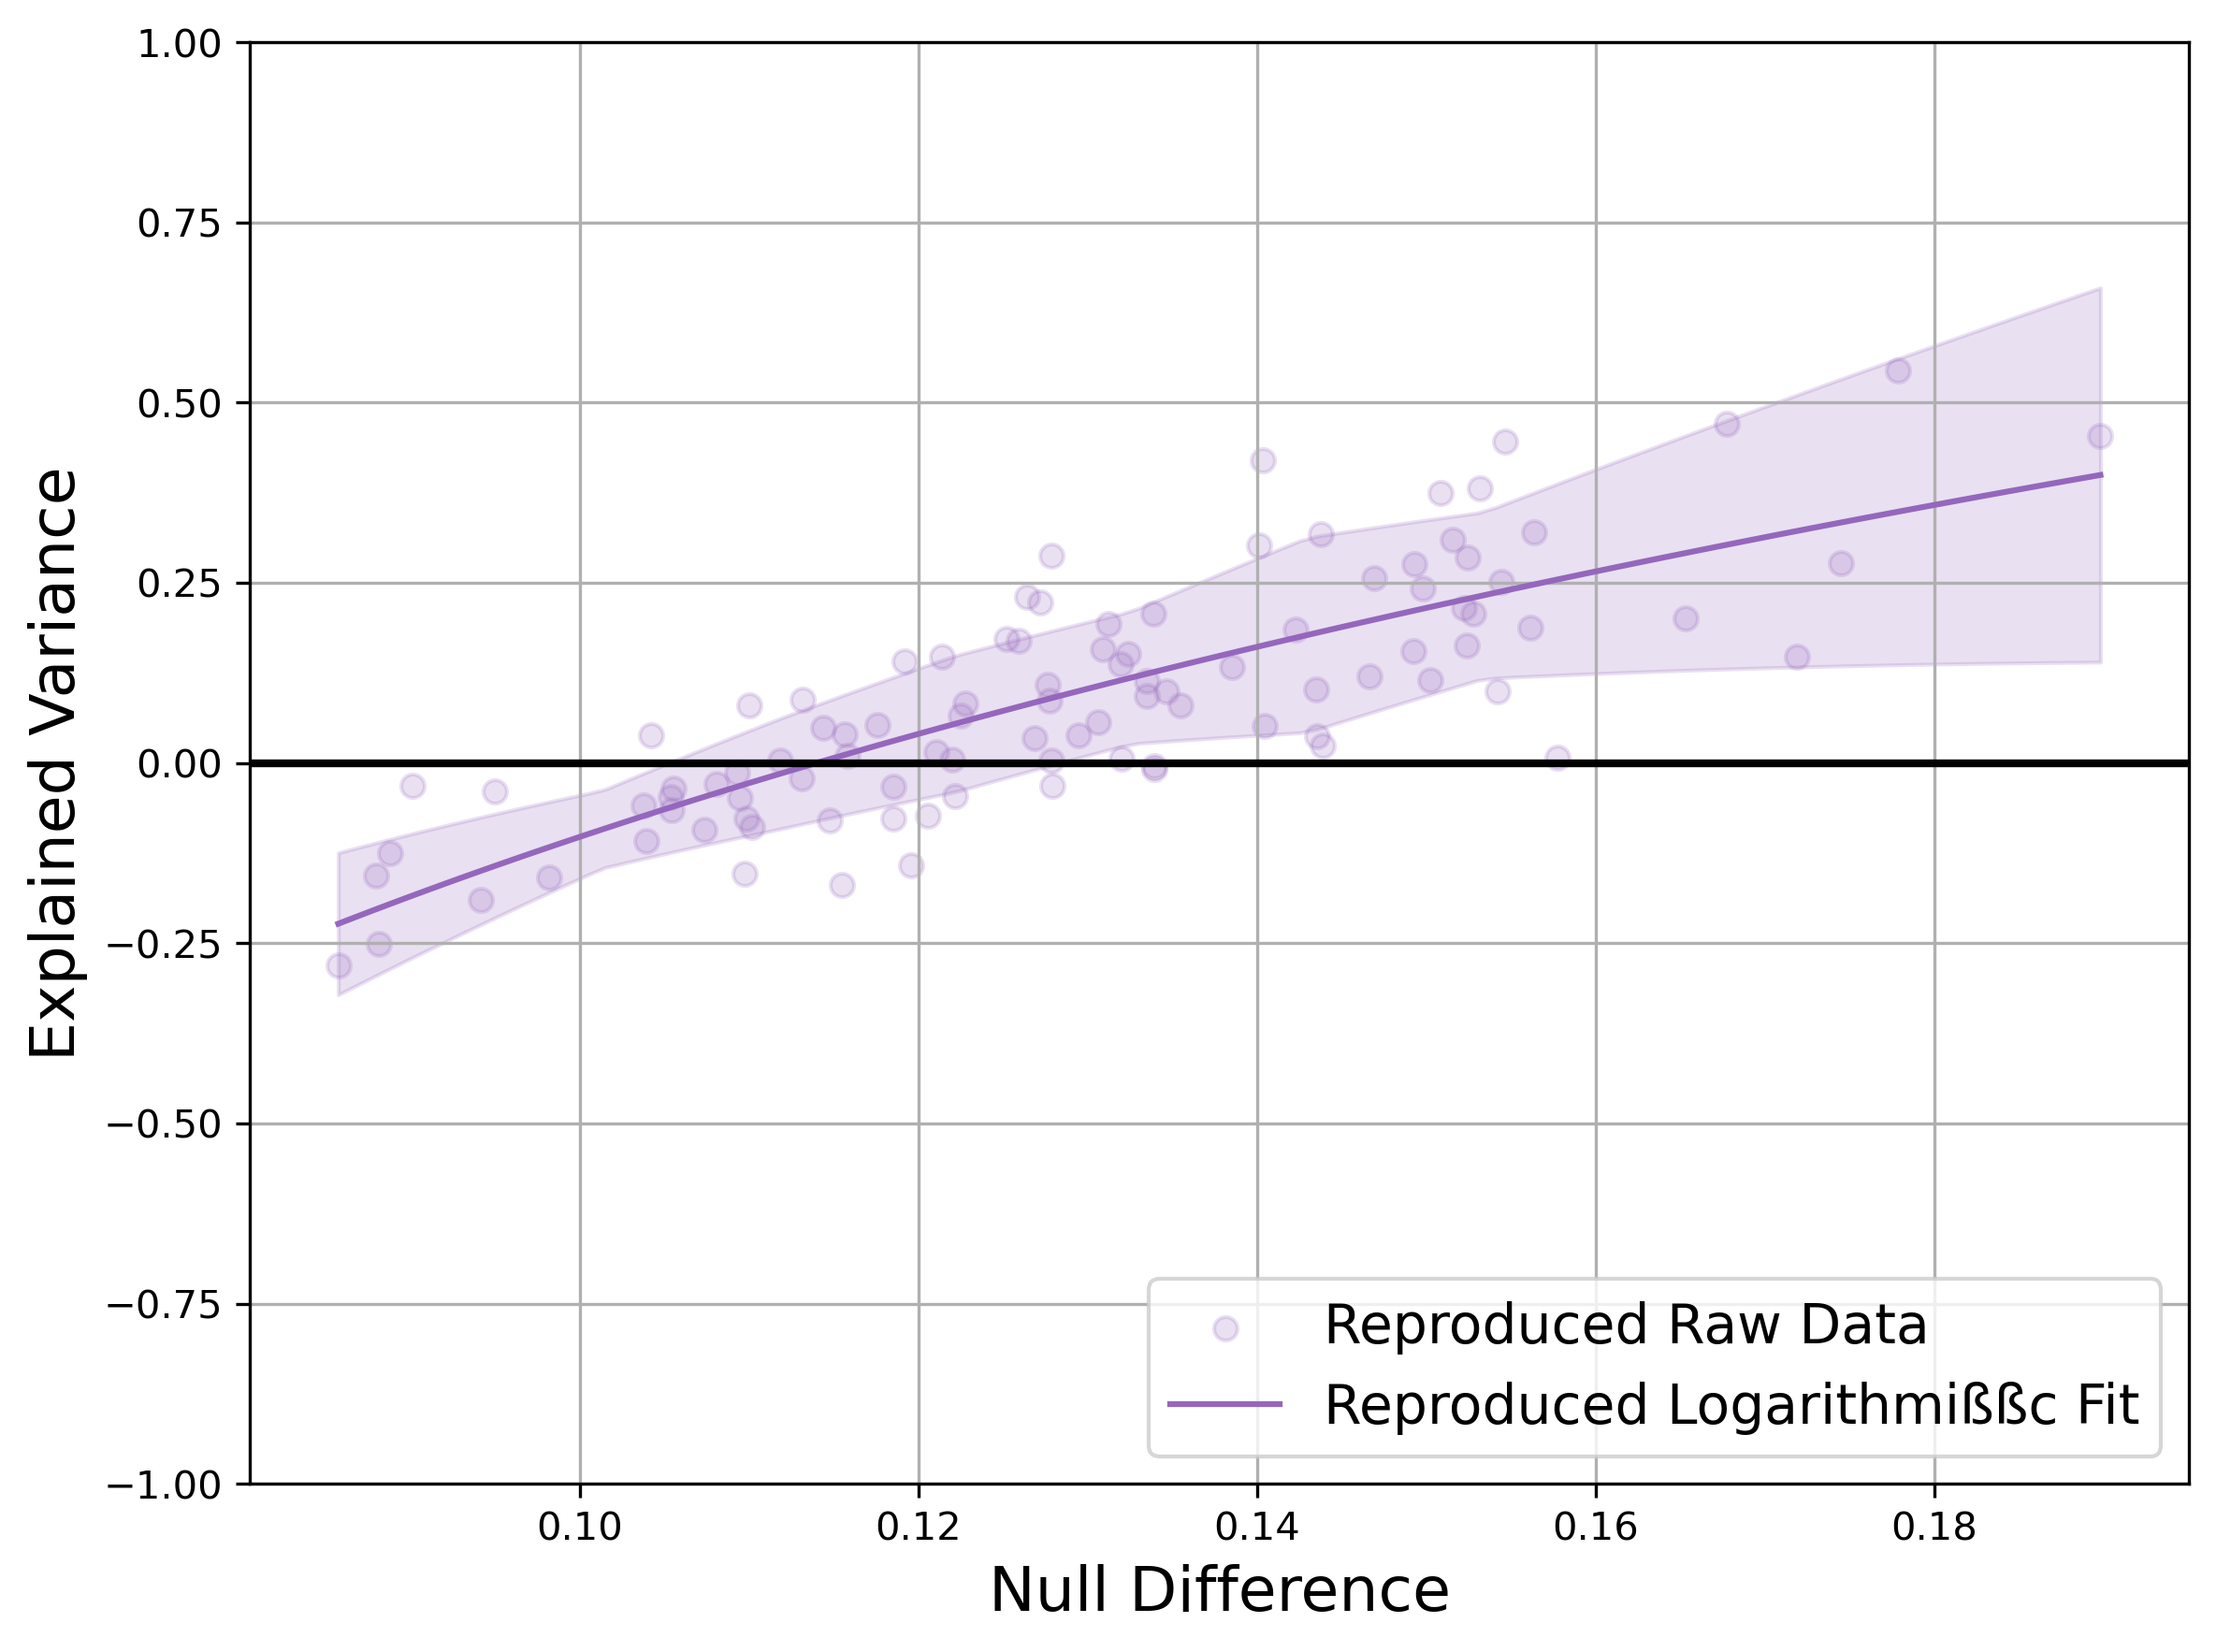 1.00
0.75
0.50
0.25
0.00
−0.25
−0.50
−0.75
−1.00
Explained Variance
0.10 0.12 0.14 0.16 0.18
Null Difference
Reproduced Raw Data
Reproduced Logarithmißßc Fit